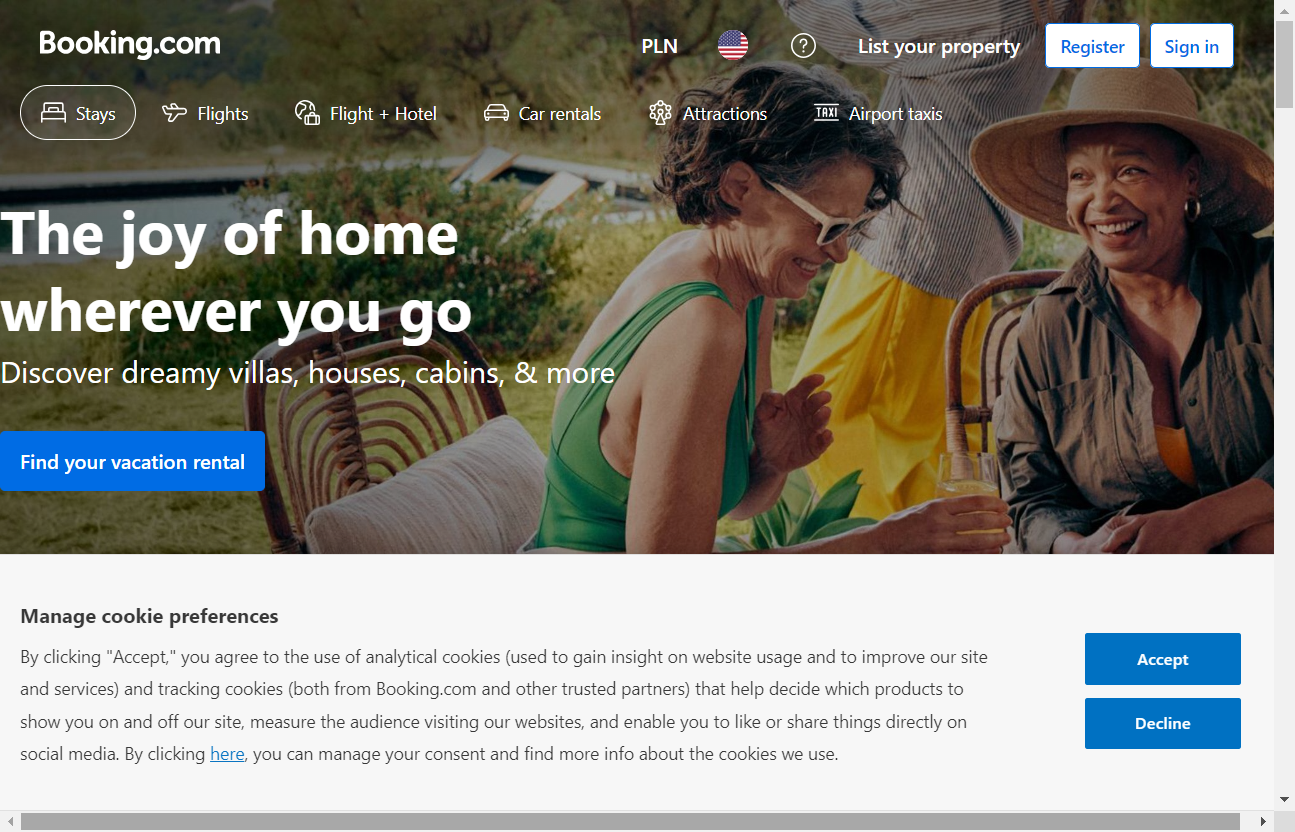 Booking.com
PLN
?
List your property
Register
Sign in
Stays
Flights
Flight + Hotel
Car rentals
Attractions
TAXI
Airport taxis
The joy of home
wherever you go
Discover dreamy villas, houses, cabins, & more
Find your vacation rental
Manage cookie preferences
By clicking "Accept," you agree to the use of analytical cookies (used to gain insight on website usage and to improve our site
and services) and tracking cookies (both from Booking.com and other trusted partners) that help decide which products to
show you on and off our site, measure the audience visiting our websites, and enable you to like or share things directly on
social media. By clicking here, you can manage your consent and find more info about the cookies we use.
Accept
Decline